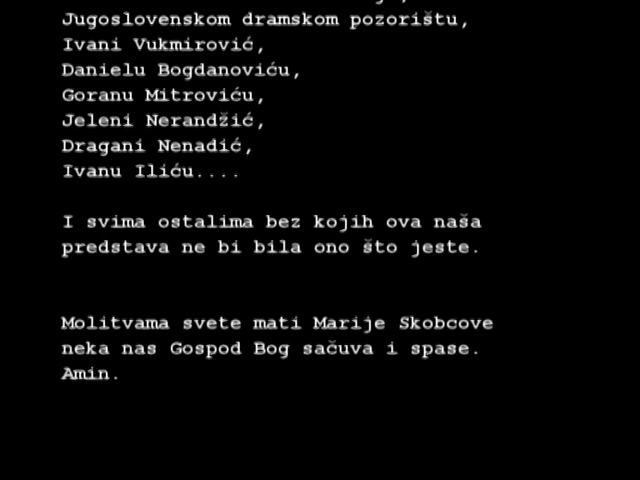 Jugoslovenskom dramskom pozorištu,
Ivani Vukmirović,
Danielu Bogdanoviću,
Goranu Mitroviću,
Jeleni Nerandžić,
Dragani Nenadić,
Ivanu Iliću....
I svima ostalima bez kojih ova naša
predstava ne bi bila ono što jeste.
Molitvama svete mati Marije Skobcove
neka nas Gospod Bog sačuva i spase.
Amin.